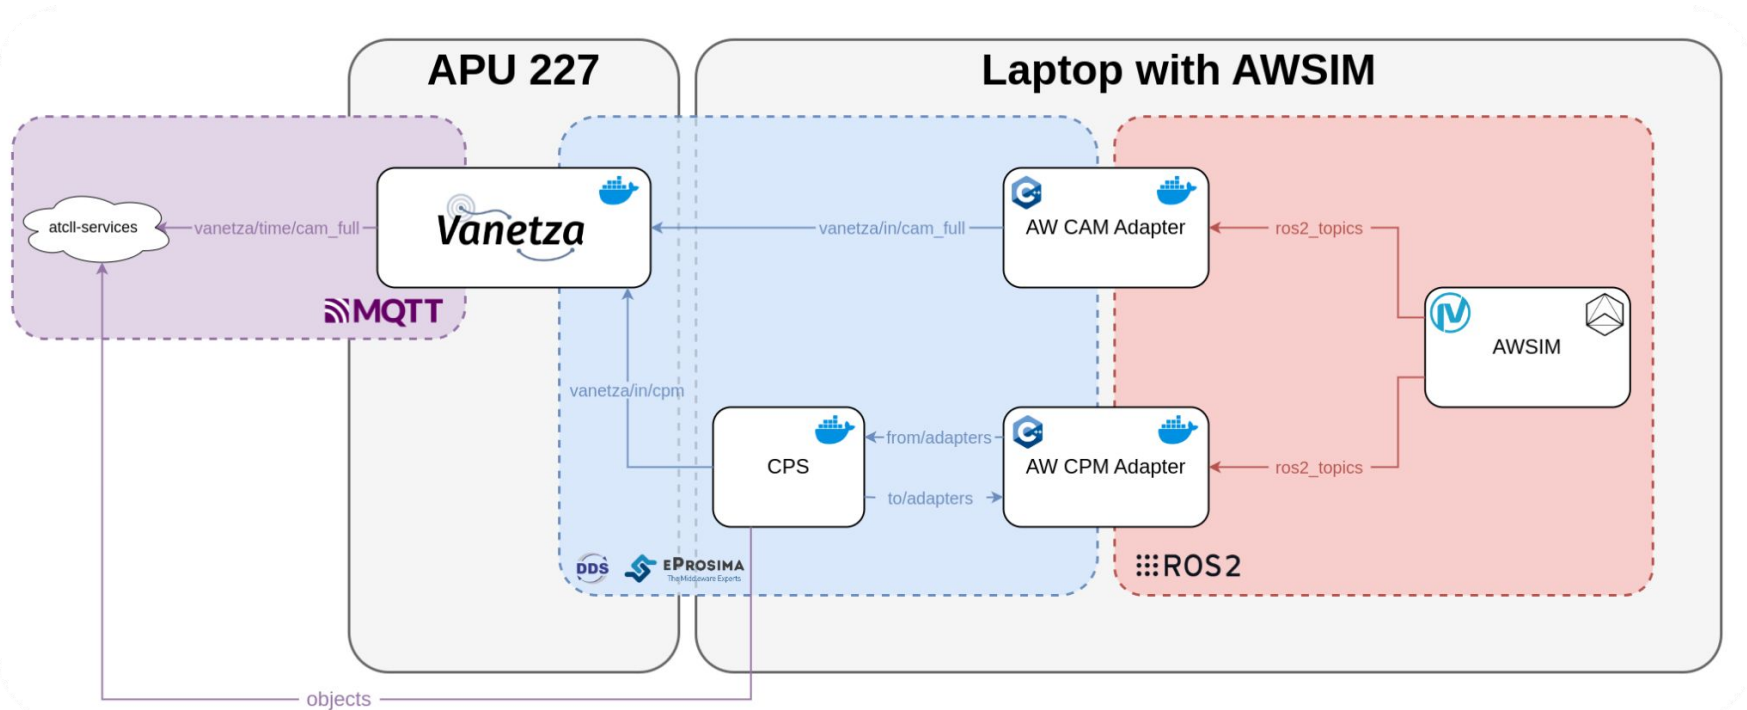 APU 227
Laptop with AWSIM
atcll-services
vanetza/time/cam_full
Vanetza
vanetza/in/cam_full
AW CAM Adapter
ros2_topics
MQTT
AWSIM
vanetza/in/cpm
CPS
from/adapters
to/adapters
AW CPM Adapter
ros2_topics
DDS
EPROSIMA
The Middleware Experts
ROS2
objects